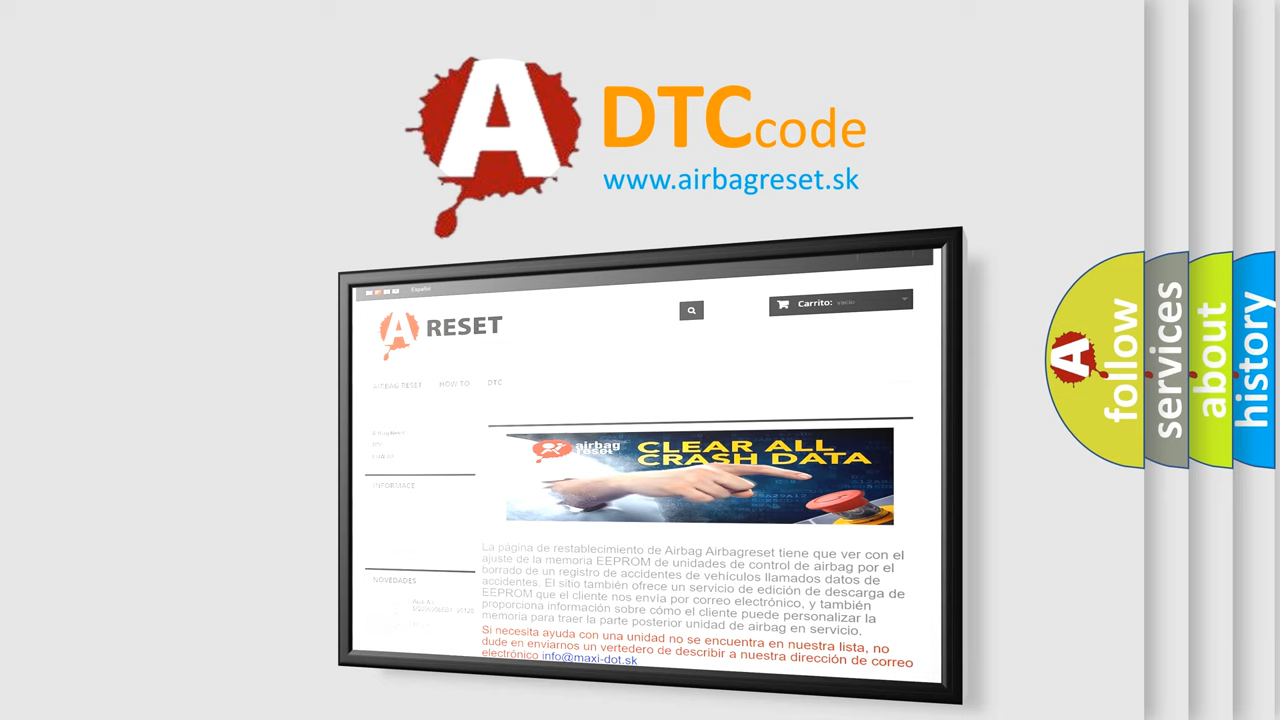 A DTCcode
www.airbagreset.sk
Español
A RESET
Carrito: vacío
AIRBAG RESET HOW TO DTC
INFORMACE
airbag
reset
CLEAR ALL
CRASH DATA
NOVEDADES
La página de restablecimiento de Airbag Airbagreset tiene que ver con el
ajuste de la memoria EEPROM de unidades de control de airbag por el
borrado de un registro de accidentes de vehículos llamados datos de
accidentes. El sitio también ofrece un servicio de edición de descarga de
EEPROM que el cliente nos envía por correo electrónico, y también
proporciona información sobre cómo el cliente puede personalizar la
memoria para traer la parte posterior unidad de airbag en servicio.
Si necesita ayuda con una unidad no se encuentra en nuestra lista, no
dude en enviarnos un vertedero de describir a nuestra dirección de correo
electrónico info@maxi-dot.sk
A
follow
services
about
history